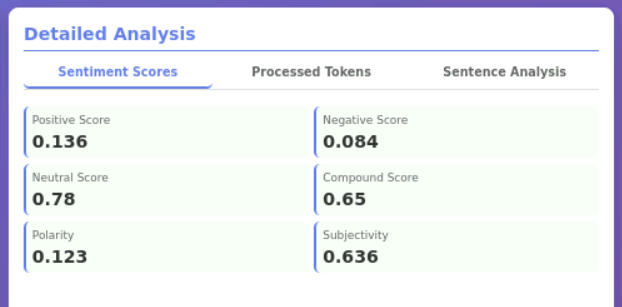 Detailed Analysis
Sentiment Scores Processed Tokens Sentence Analysis
Positive Score Negative Score
0.136 0.084
Neutral Score Compound Score
0.78 0.65
Polarity Subjectivity
0.123 0.636